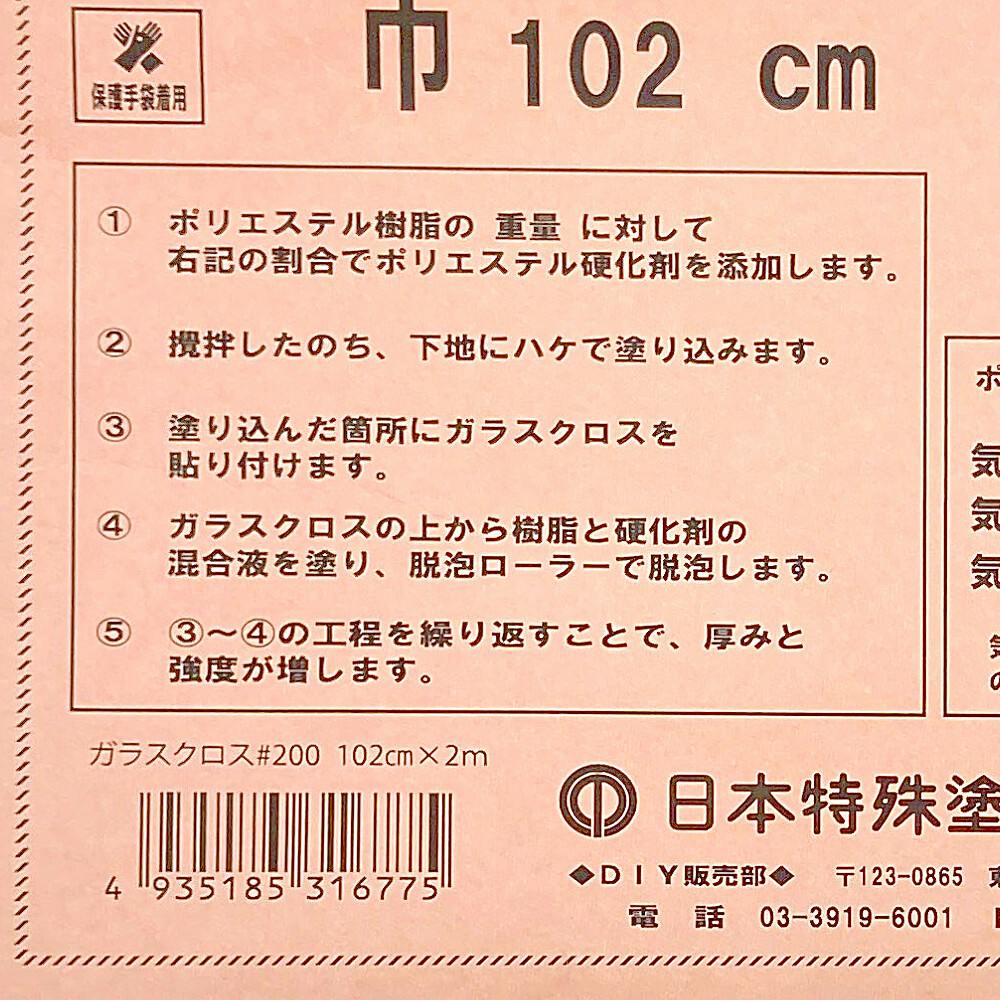 巾 102 cm
保護手袋着用
① ポリエステル樹脂の 重量 に対して
右記の割合でポリエステル硬化剤を添加します。
② 攪拌したのち、下地にハケで塗り込みます。
③ 塗り込んだ箇所にガラスクロスを
貼り付けます。
④ ガラスクロスの上から樹脂と硬化剤の
混合液を塗り、脱泡ローラーで脱泡します。
⑤ ③～④の工程を繰り返すことで、厚みと
強度が増します。
ポ
気
気
気
ガラスクロス#200 102㎝×2m
4 935185 316775
日本特殊塗
◆DIY販売部◆ 〒123-0865
電 話 03-3919-6001